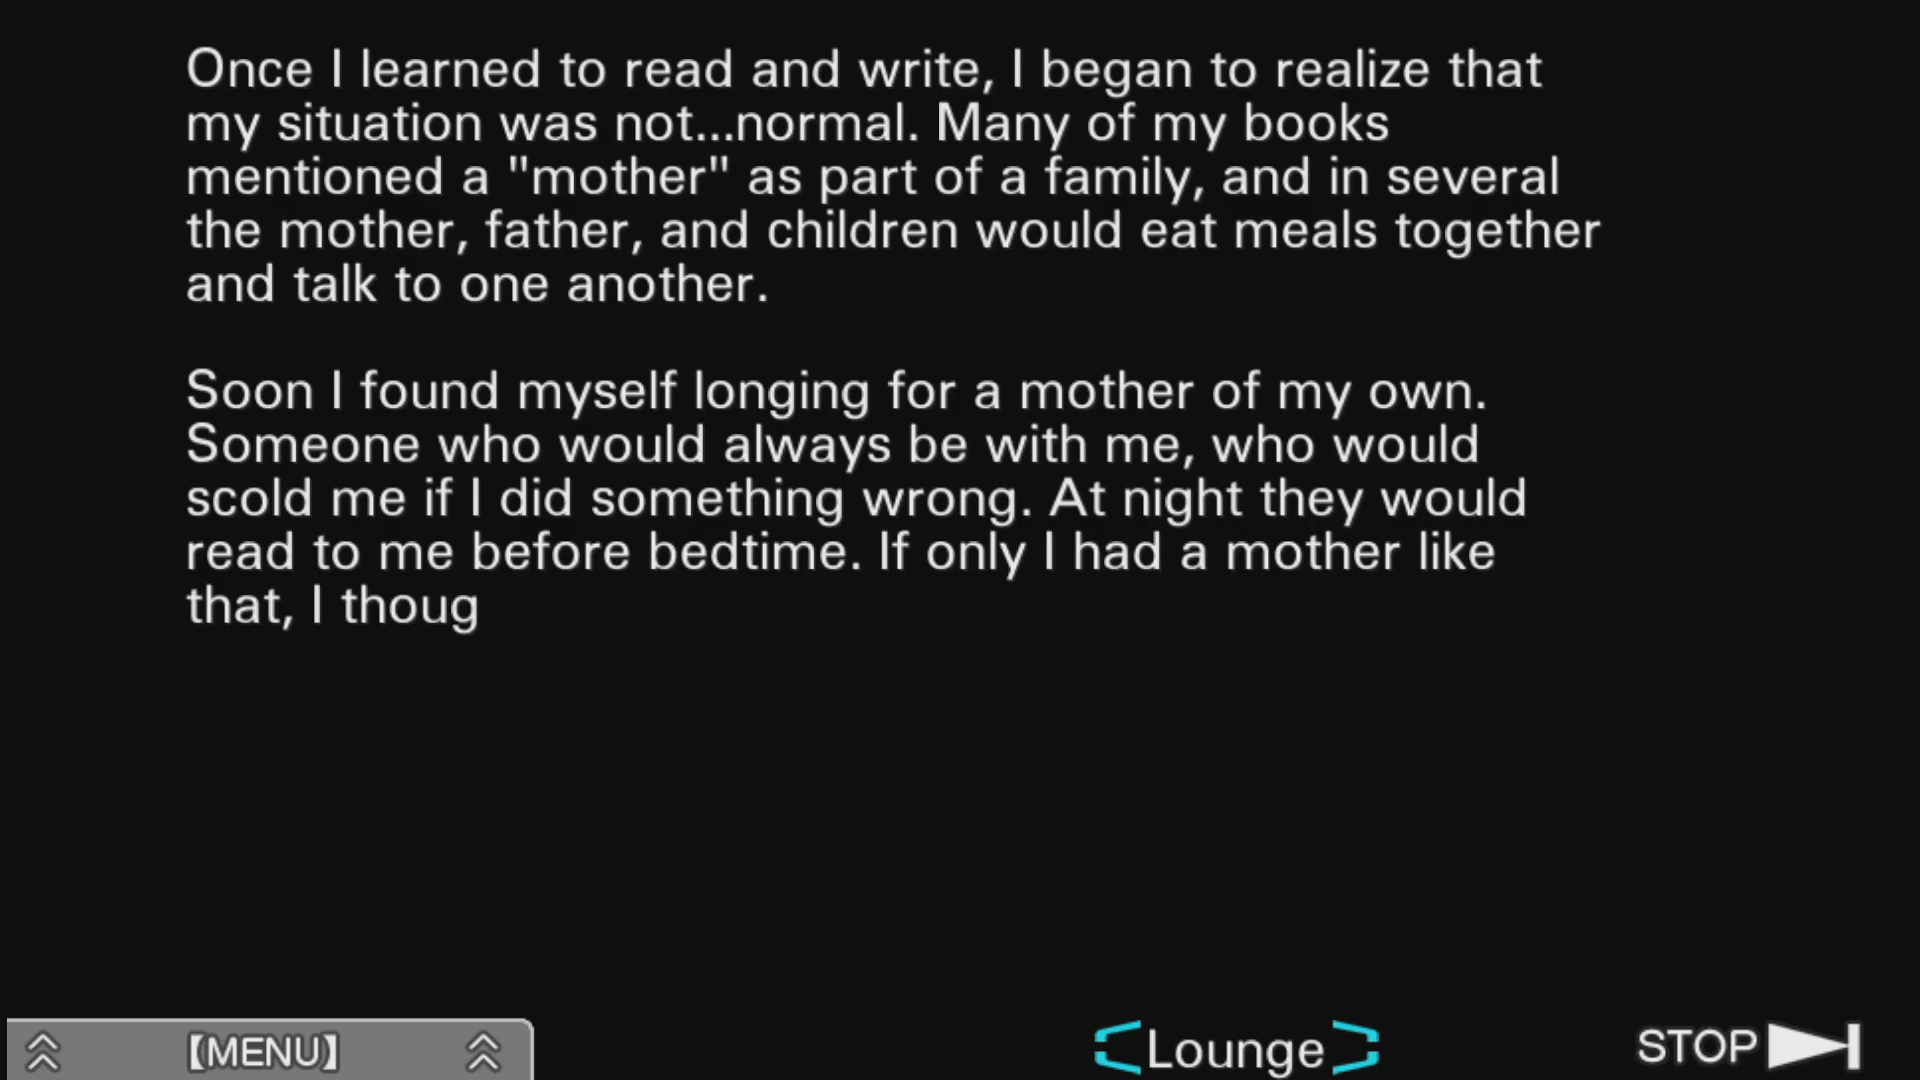 Once I learned to read and write, I began to realize that
my situation was not...normal. Many of my books
mentioned a "mother" as part of a family, and in several
the mother, father, and children would eat meals together
and talk to one another.
Soon I found myself longing for a mother of my own.
Someone who would always be with me, who would
scold me if I did something wrong. At night they would
read to me before bedtime. If only I had a mother like
that, I thoug
【MENU】
Lounge
STOP